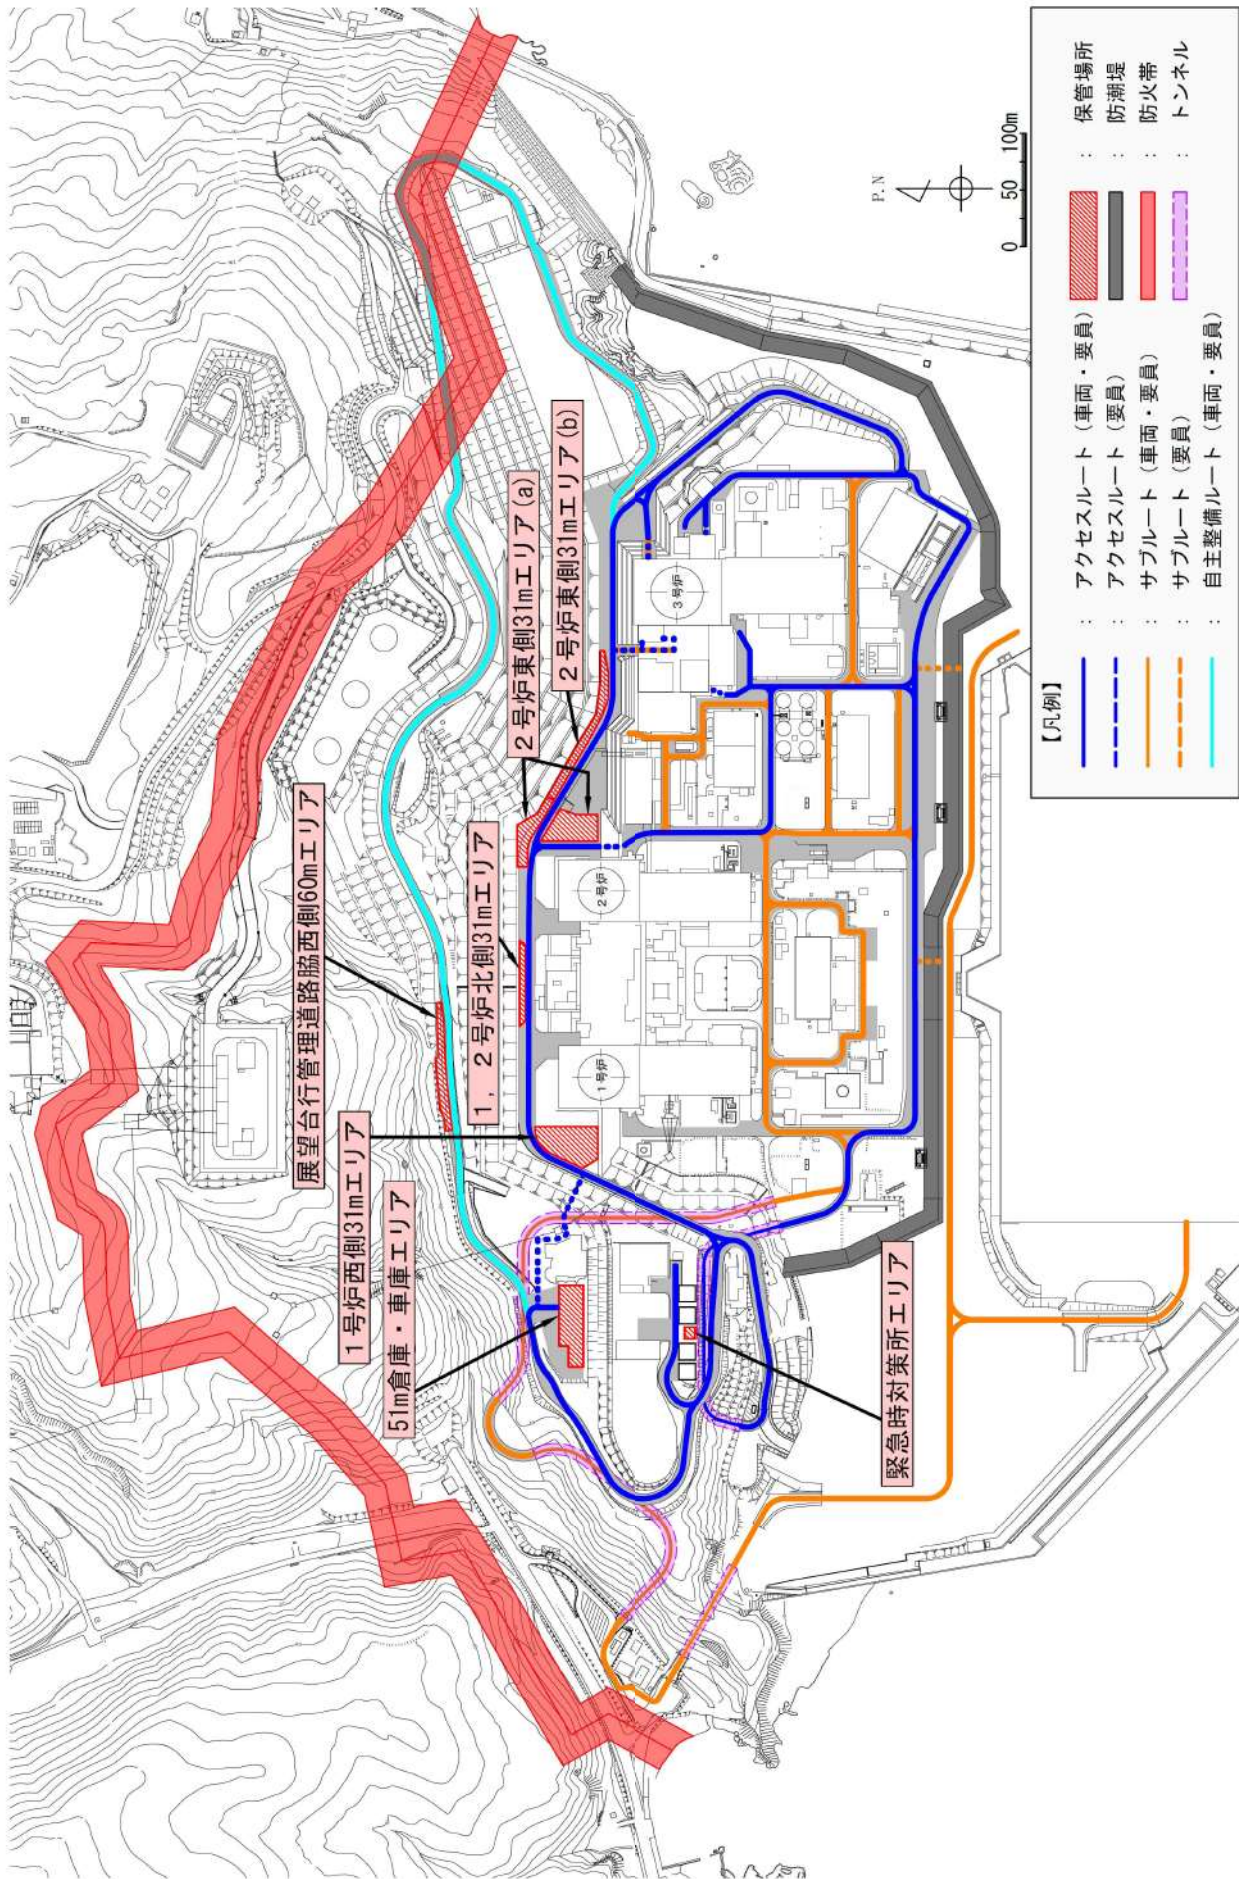 展望台行管理道路脇西側60mエリア
1号炉西側31mエリア
51m倉庫・車庫エリア
1，2号炉北側31mエリア
2号炉東側31mエリア(a)
2号炉東側31mエリア(b)
緊急時対策所エリア
1号炉
2号炉
3号炉
P.N
0 50 100m
【凡例】
： アクセスルート（車両・要員）
： アクセスルート（要員）
： サブルート（車両・要員）
： サブルート（要員）
： 自主整備ルート（車両・要員）
： 保管場所
： 防潮堤
： 防火帯
： トンネル